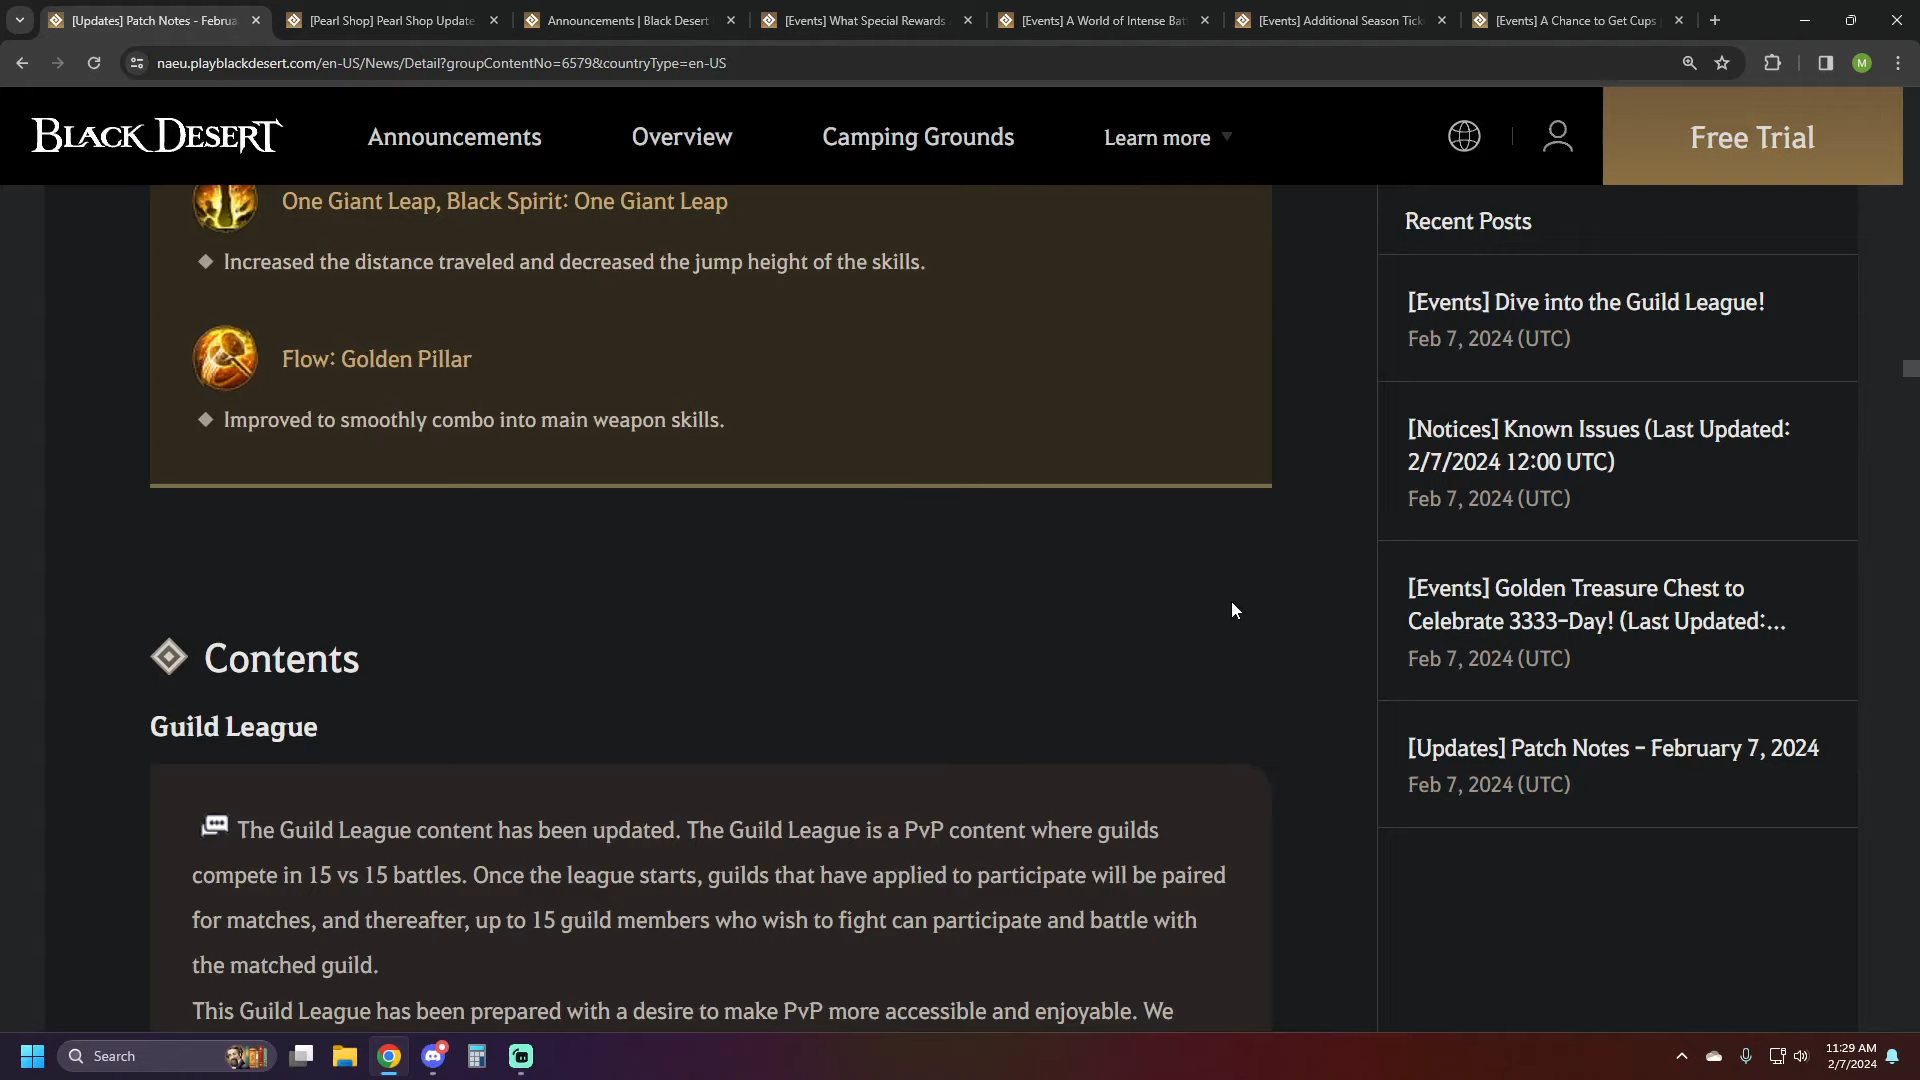 [Updates] Patch Notes - Februa
[Pearl Shop] Pearl Shop Update
Announcements | Black Desert
[Events] What Special Rewards
[Events] A World of Intense Bat
[Events] Additional Season Tick
[Events] A Chance to Get Cups
naeu.playblackdesert.com/en-US/News/Detail?groupContentNo=6579&countryType=en-US
M
BLACK DESERT
Announcements
Overview
Camping Grounds
Learn more
Free Trial
One Giant Leap, Black Spirit: One Giant Leap
Increased the distance traveled and decreased the jump height of the skills.
Flow: Golden Pillar
Improved to smoothly combo into main weapon skills.
Contents
Guild League
The Guild League content has been updated. The Guild League is a PvP content where guilds
compete in 15 vs 15 battles. Once the league starts, guilds that have applied to participate will be paired
for matches, and thereafter, up to 15 guild members who wish to fight can participate and battle with
the matched guild.
This Guild League has been prepared with a desire to make PvP more accessible and enjoyable. We
Recent Posts
[Events] Dive into the Guild League!
Feb 7, 2024 (UTC)
[Notices] Known Issues (Last Updated:
2/7/2024 12:00 UTC)
Feb 7, 2024 (UTC)
[Events] Golden Treasure Chest to
Celebrate 3333-Day! (Last Updated:...
Feb 7, 2024 (UTC)
[Updates] Patch Notes - February 7, 2024
Feb 7, 2024 (UTC)
Search
11:29 AM
2/7/2024